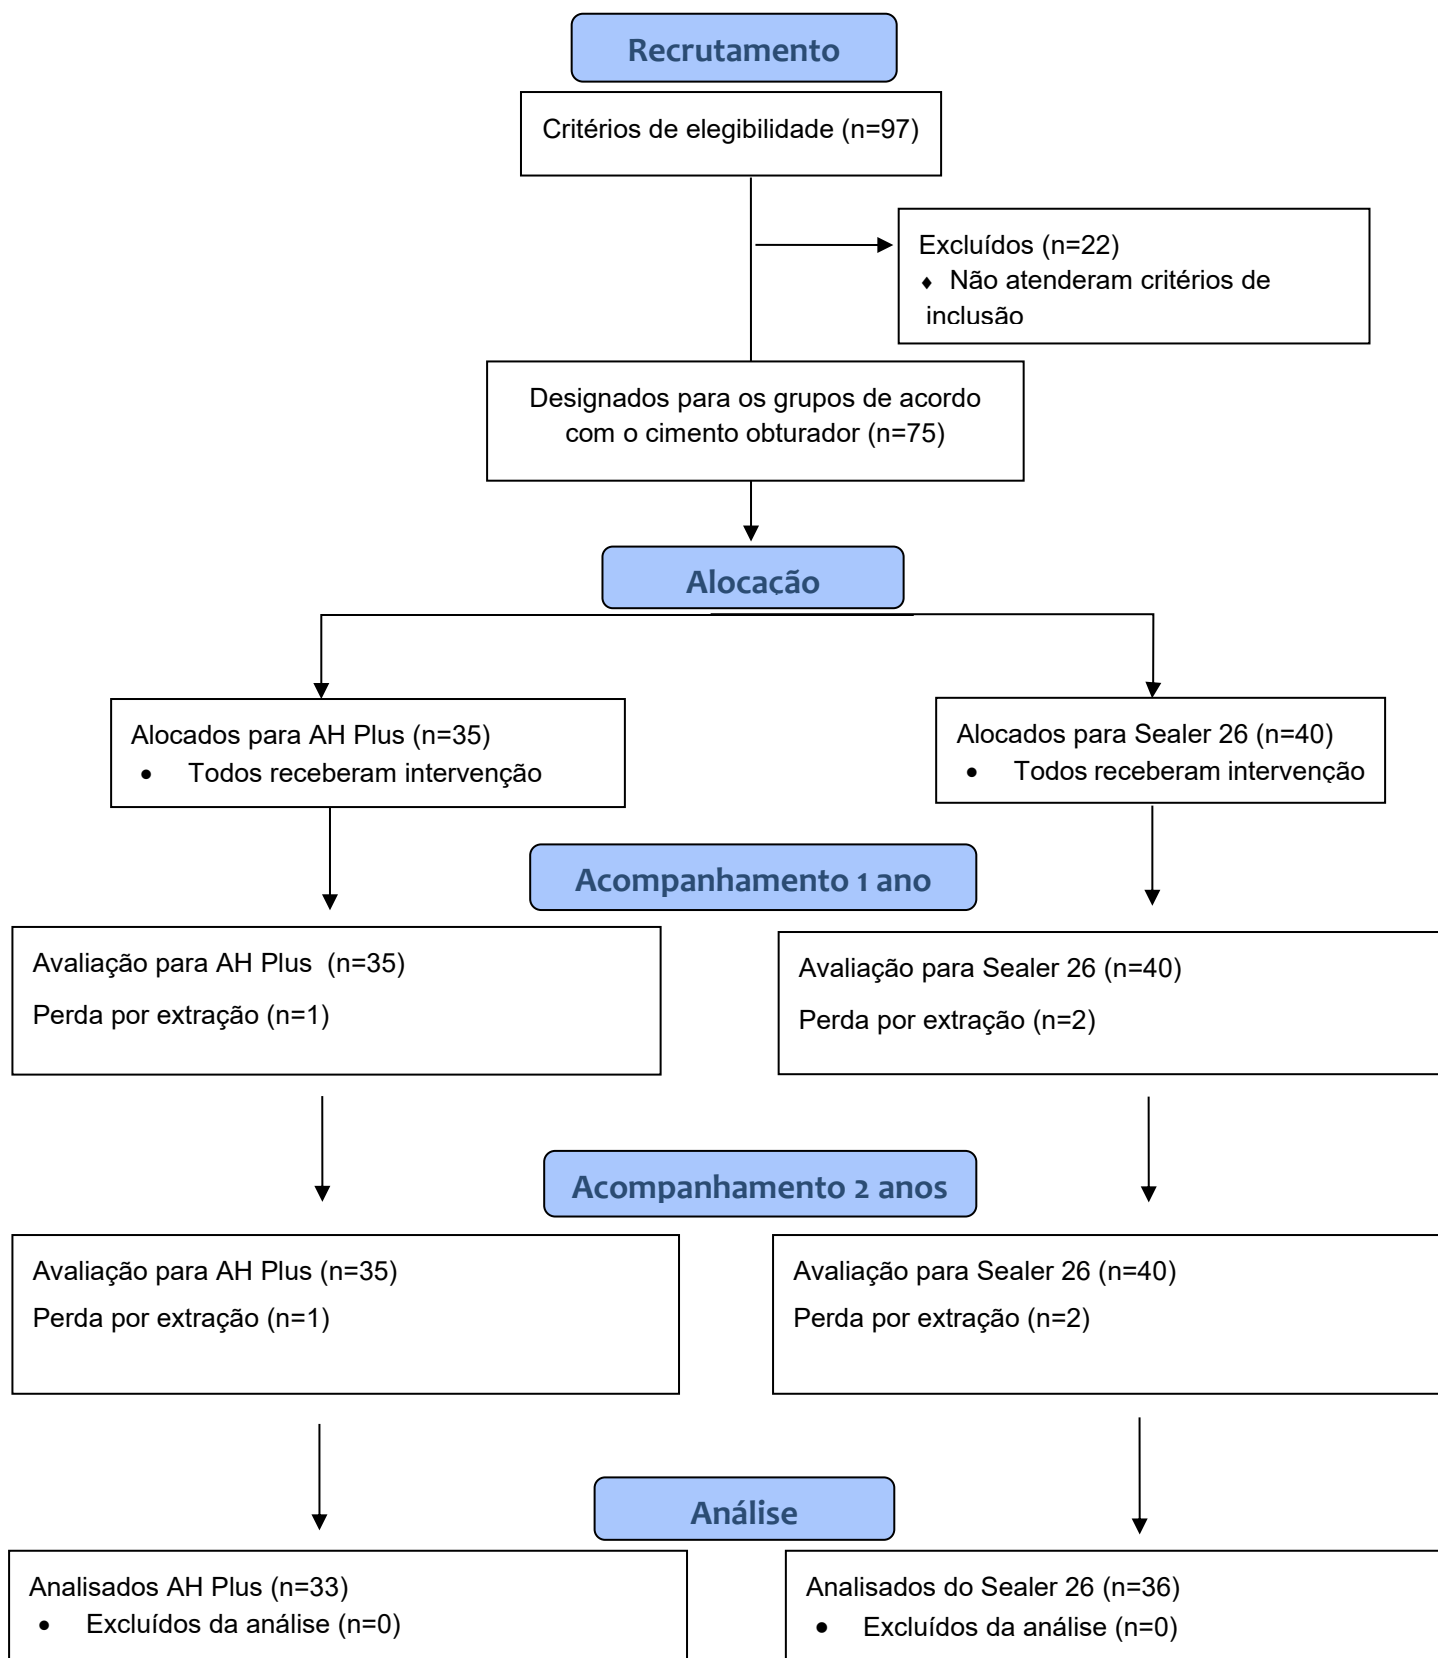 Recrutamento
Critérios de elegibilidade (n=97)
Excluídos (n=22)
♦ Não atenderam critérios de
inclusão
Designados para os grupos de acordo
com o cimento obturador (n=75)
Alocação
Alocados para AH Plus (n=35)
• Todos receberam intervenção
Alocados para Sealer 26 (n=40)
• Todos receberam intervenção
Acompanhamento 1 ano
Avaliação para AH Plus (n=35)
Perda por extração (n=1)
Avaliação para Sealer 26 (n=40)
Perda por extração (n=2)
Acompanhamento 2 anos
Avaliação para AH Plus (n=35)
Perda por extração (n=1)
Avaliação para Sealer 26 (n=40)
Perda por extração (n=2)
Análise
Analisados AH Plus (n=33)
• Excluídos da análise (n=0)
Analisados do Sealer 26 (n=36)
• Excluídos da análise (n=0)